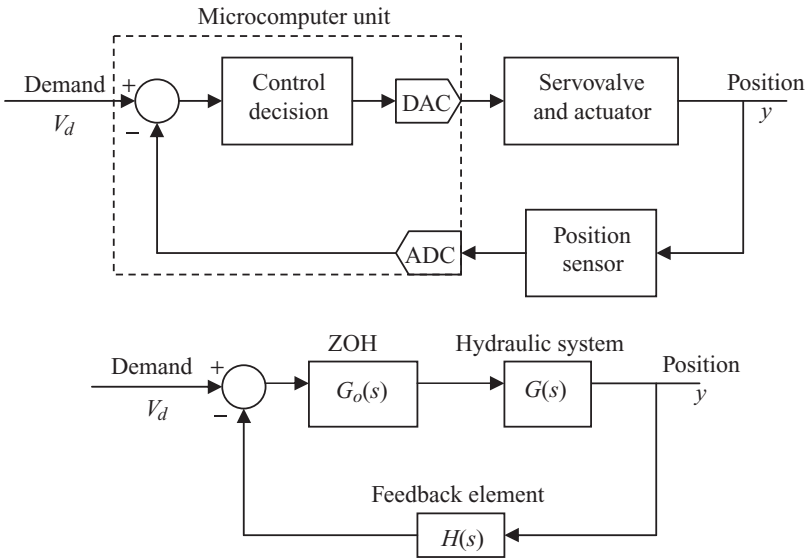 Microcomputer unit
Demand
V_d
+
−
Control
decision
DAC
Servovalve
and actuator
Position
y
ADC
Position
sensor
ZOH
Hydraulic system
Demand
V_d
+
−
G_o(s)
G(s)
Position
y
Feedback element
H(s)